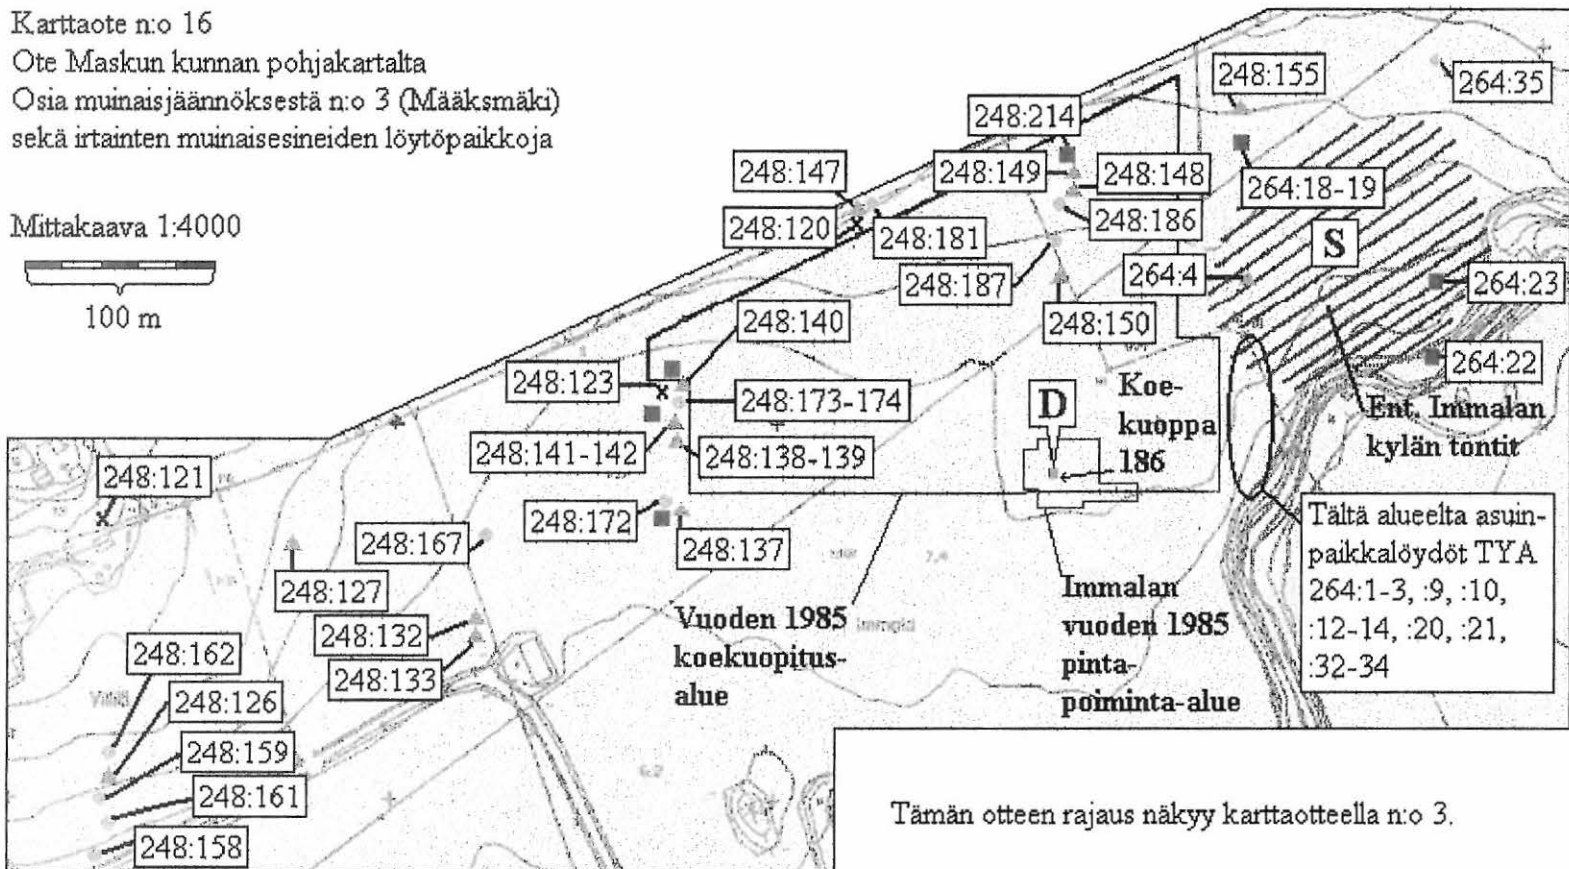 Karttaote n:o 16
Ote Maskun kunnan pohjakartalta
Osia muinaisjäännöksestä n:o 3 (Määksmäki)
sekä irtainten muinaisesineiden löytöpaikkoja
Mittakaava 1:4000
100 m
248:155
264:35
248:214
248:147
248:149
248:148
264:18-19
248:120
248:181
248:186
S
248:187
264:4
264:23
248:140
248:150
248:123
264:22
248:173-174
D
Koe-
kuoppa
186
Ent. Immalan
kylän tontit
248:141-142
248:138-139
248:121
248:172
248:137
248:167
7,4
Tältä alueelta asuin-
paikkalöydöt TYA
264:1-3, :9, :10,
:12-14, :20, :21,
:32-34
248:127
Vuoden 1985
koekuopitus-
alue
Immala
Immalan
vuoden 1985
pinta-
poiminta-alue
248:132
248:133
248:162
248:126
248:159
248:161
248:158
6,2
Tämän otteen rajaus näkyy karttaotteella n:o 3.